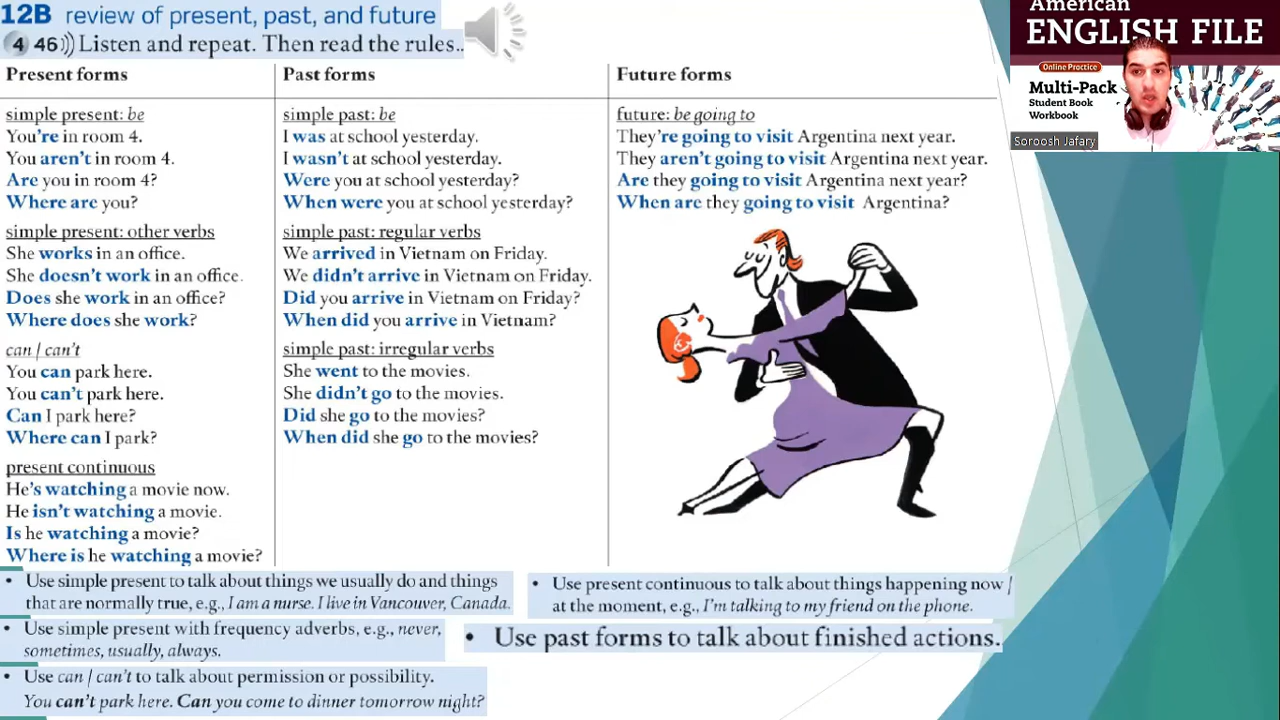 12B review of present, past, and future
4 46)) Listen and repeat. Then read the rules..
Present forms
simple present: be
You're in room 4.
You aren't in room 4.
Are you in room 4?
Where are you?
simple present: other verbs
She works in an office.
She doesn't work in an office.
Does she work in an office?
Where does she work?
can / can't
You can park here.
You can't park here.
Can I park here?
Where can I park?
present continuous
He's watching a movie now.
He isn't watching a movie.
Is he watching a movie?
Where is he watching a movie?
Past forms
simple past: be
I was at school yesterday.
I wasn't at school yesterday.
Were you at school yesterday?
When were you at school yesterday?
simple past: regular verbs
We arrived in Vietnam on Friday.
We didn't arrive in Vietnam on Friday.
Did you arrive in Vietnam on Friday?
When did you arrive in Vietnam?
simple past: irregular verbs
She went to the movies.
She didn't go to the movies.
Did she go to the movies?
When did she go to the movies?
Future forms
future: be going to
They're going to visit Argentina next year.
They aren't going to visit Argentina next year.
Are they going to visit Argentina next year?
When are they going to visit Argentina?
• Use simple present to talk about things we usually do and things
that are normally true, e.g., I am a nurse. I live in Vancouver, Canada.
• Use simple present with frequency adverbs, e.g., never,
sometimes, usually, always.
• Use can / can't to talk about permission or possibility.
You can't park here. Can you come to dinner tomorrow night?
• Use present continuous to talk about things happening now /
at the moment, e.g., I'm talking to my friend on the phone.
• Use past forms to talk about finished actions.
American
ENGLISH FILE
Online Practice
Multi-Pack
Student Book
Workbook
Soroosh Jafary